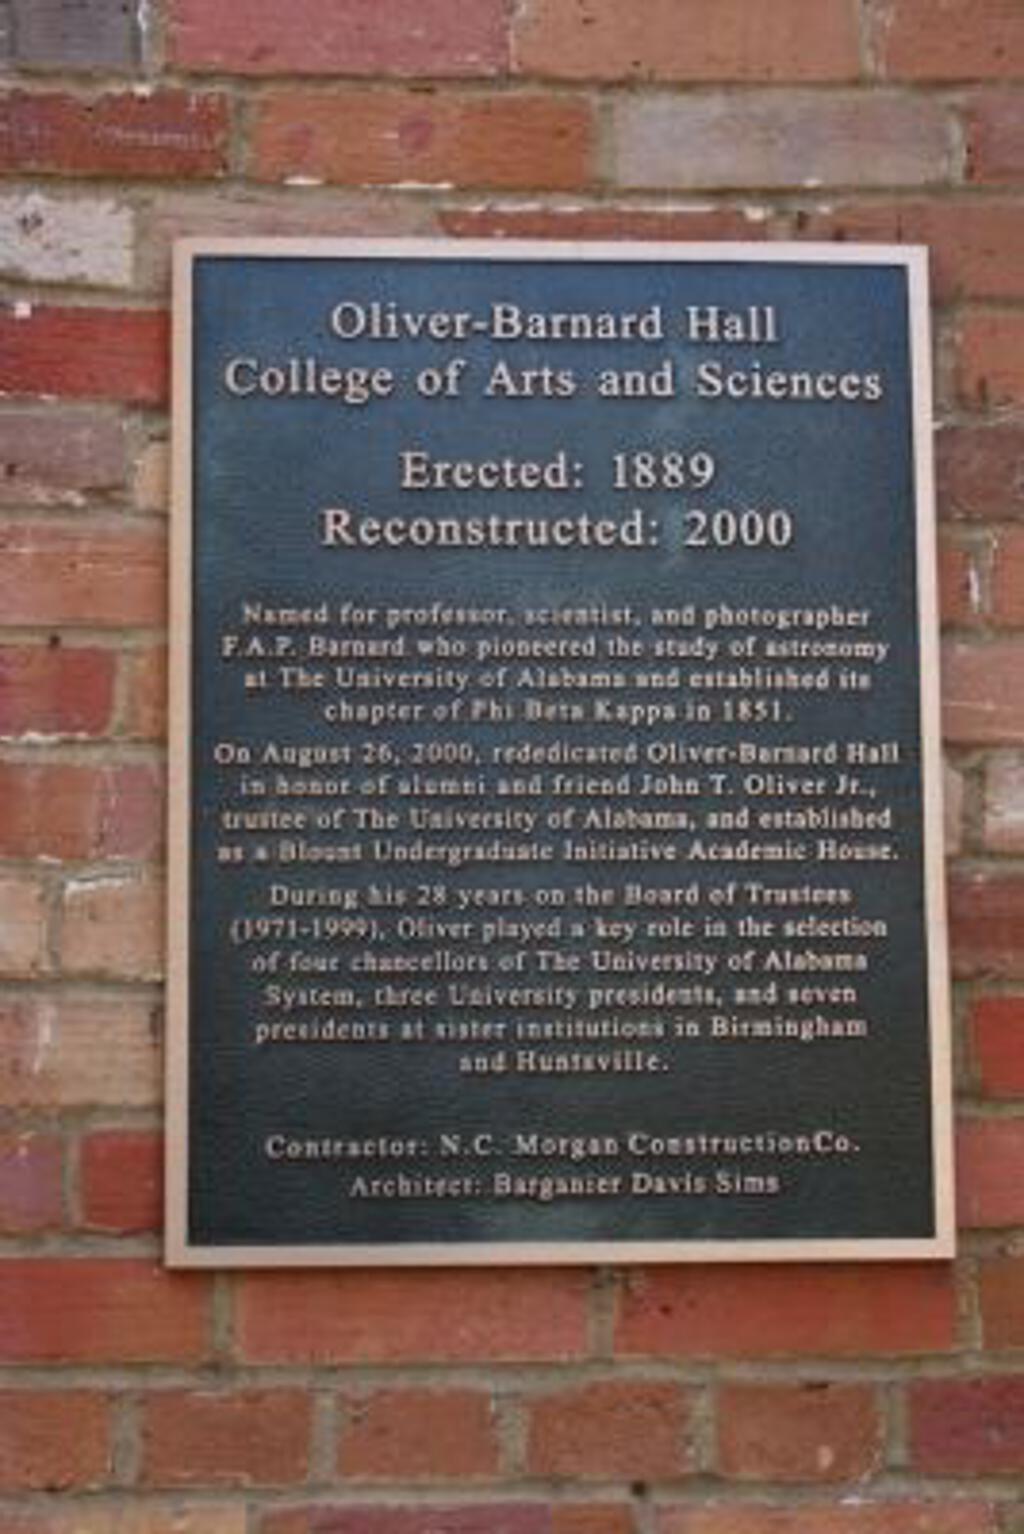 Oliver-Barnard Hall
College of Arts and Sciences
Erected: 1889
Reconstructed: 2000
Named for professor, scientist, and photographer
F.A.P. Barnard who pioneered the study of astronomy
at The University of Alabama and established its
chapter of Phi Beta Kappa in 1851.
On August 26, 2000, rededicated Oliver-Barnard Hall
in honor of alumni and friend John T. Oliver Jr.,
trustee of The University of Alabama, and established
as a Blount Undergraduate Initiative Academic House.
During his 28 years on the Board of Trustees
(1971-1999), Oliver played a key role in the selection
of four chancellors of The University of Alabama
System, three University presidents, and seven
presidents at sister institutions in Birmingham
and Huntsville.
Contractor: N.C. Morgan Construction Co.
Architect: Barganier Davis Sims